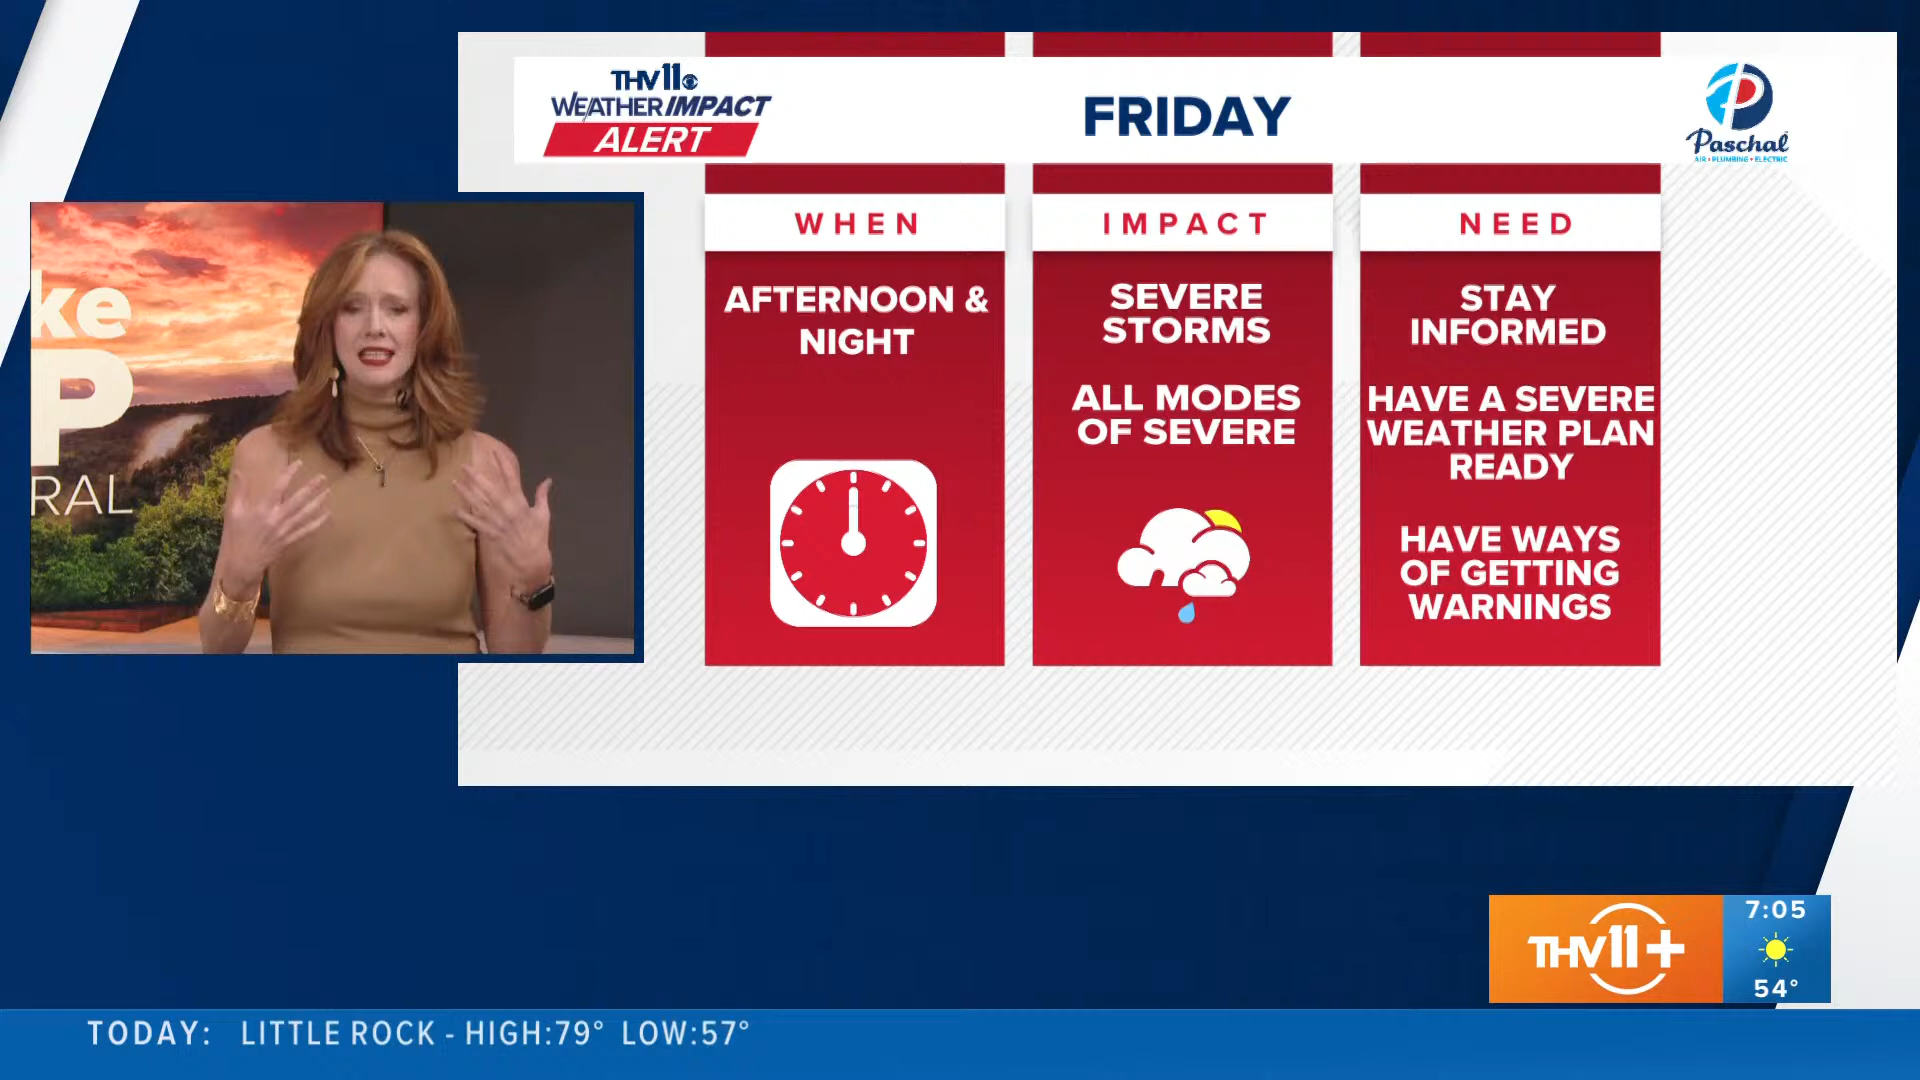 THV11
WEATHER IMPACT
ALERT
FRIDAY
Paschal
AIR • PLUMBING • ELECTRIC
WHEN
AFTERNOON &
NIGHT
IMPACT
SEVERE
STORMS
ALL MODES
OF SEVERE
NEED
STAY
INFORMED
HAVE A SEVERE
WEATHER PLAN
READY
HAVE WAYS
OF GETTING
WARNINGS
ke
P
RAL
THV11+
7:05
54°
TODAY: LITTLE ROCK - HIGH:79° LOW:57°